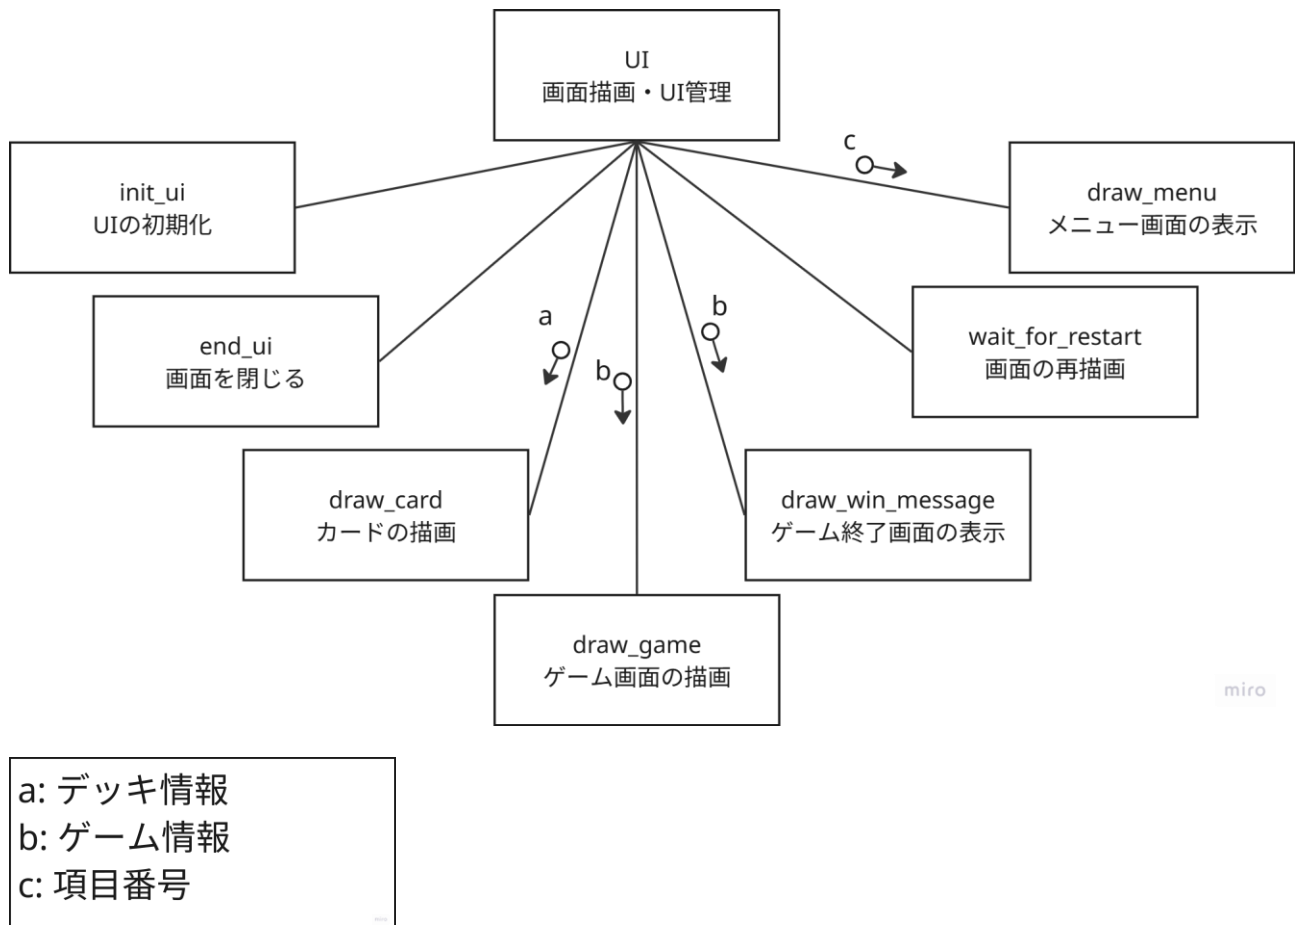 UI
画面描画・UI管理
c
init_ui
UIの初期化
draw_menu
メニュー画面の表示
end_ui
画面を閉じる
a
b
b
wait_for_restart
画面の再描画
draw_card
カードの描画
draw_win_message
ゲーム終了画面の表示
draw_game
ゲーム画面の描画
miro
a: デッキ情報
b: ゲーム情報
c: 項目番号
miro